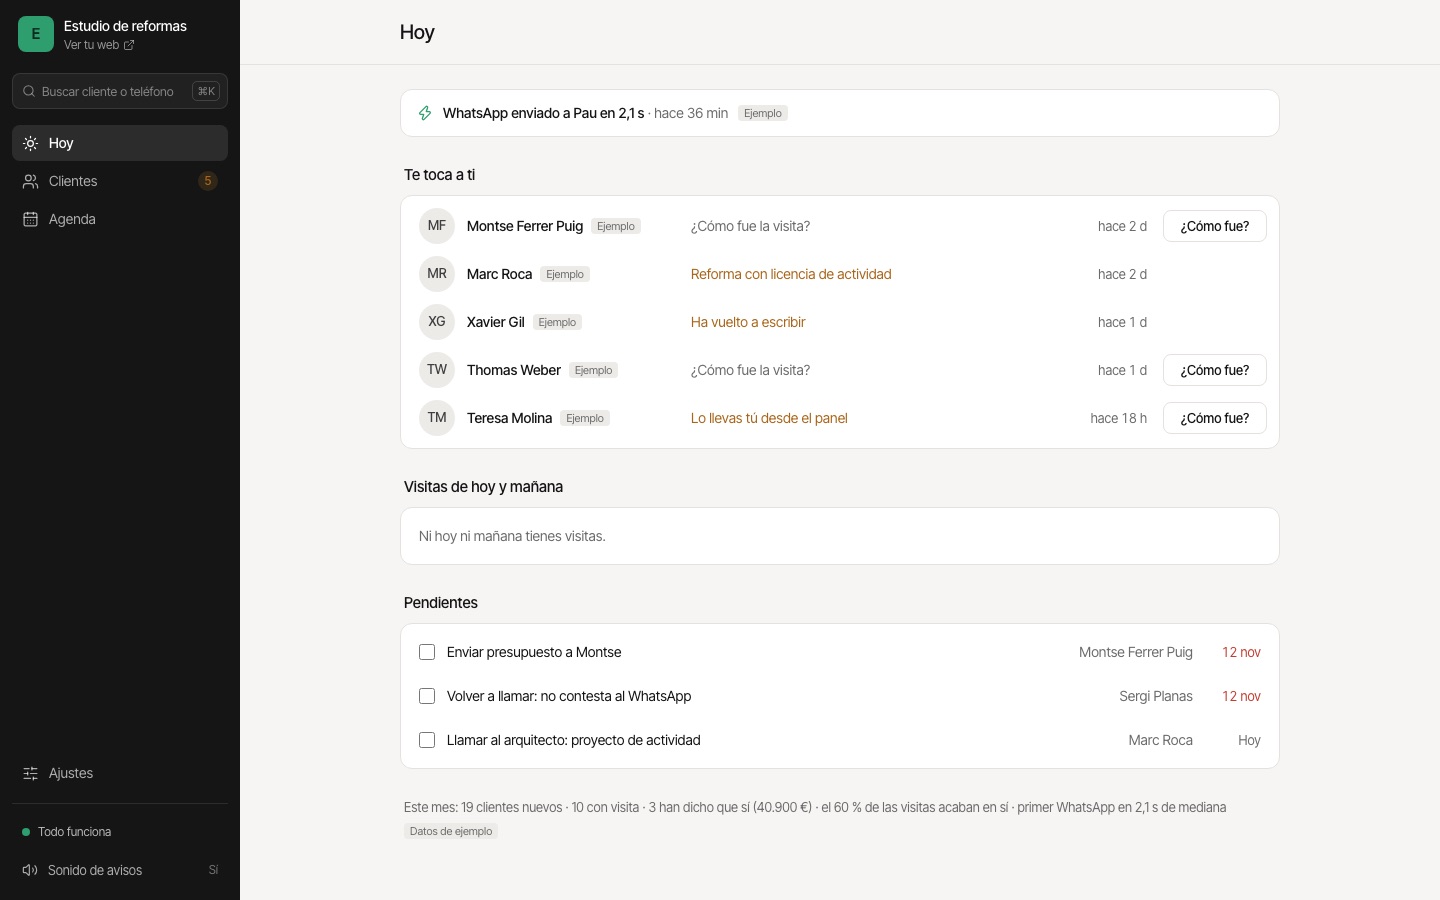 E
Estudio de reformas
Ver tu web
Buscar cliente o teléfono ⌘K
Hoy
Clientes 5
Agenda
Ajustes
Todo funciona
Sonido de avisos Sí
Hoy
WhatsApp enviado a Pau en 2,1 s · hace 36 min Ejemplo
Te toca a ti
MF Montse Ferrer Puig Ejemplo ¿Cómo fue la visita? hace 2 d ¿Cómo fue?
MR Marc Roca Ejemplo Reforma con licencia de actividad hace 2 d
XG Xavier Gil Ejemplo Ha vuelto a escribir hace 1 d
TW Thomas Weber Ejemplo ¿Cómo fue la visita? hace 1 d ¿Cómo fue?
TM Teresa Molina Ejemplo Lo llevas tú desde el panel hace 18 h ¿Cómo fue?
Visitas de hoy y mañana
Ni hoy ni mañana tienes visitas.
Pendientes
Enviar presupuesto a Montse Montse Ferrer Puig 12 nov
Volver a llamar: no contesta al WhatsApp Sergi Planas 12 nov
Llamar al arquitecto: proyecto de actividad Marc Roca Hoy
Este mes: 19 clientes nuevos · 10 con visita · 3 han dicho que sí (40.900 €) · el 60 % de las visitas acaban en sí · primer WhatsApp en 2,1 s de mediana
Datos de ejemplo